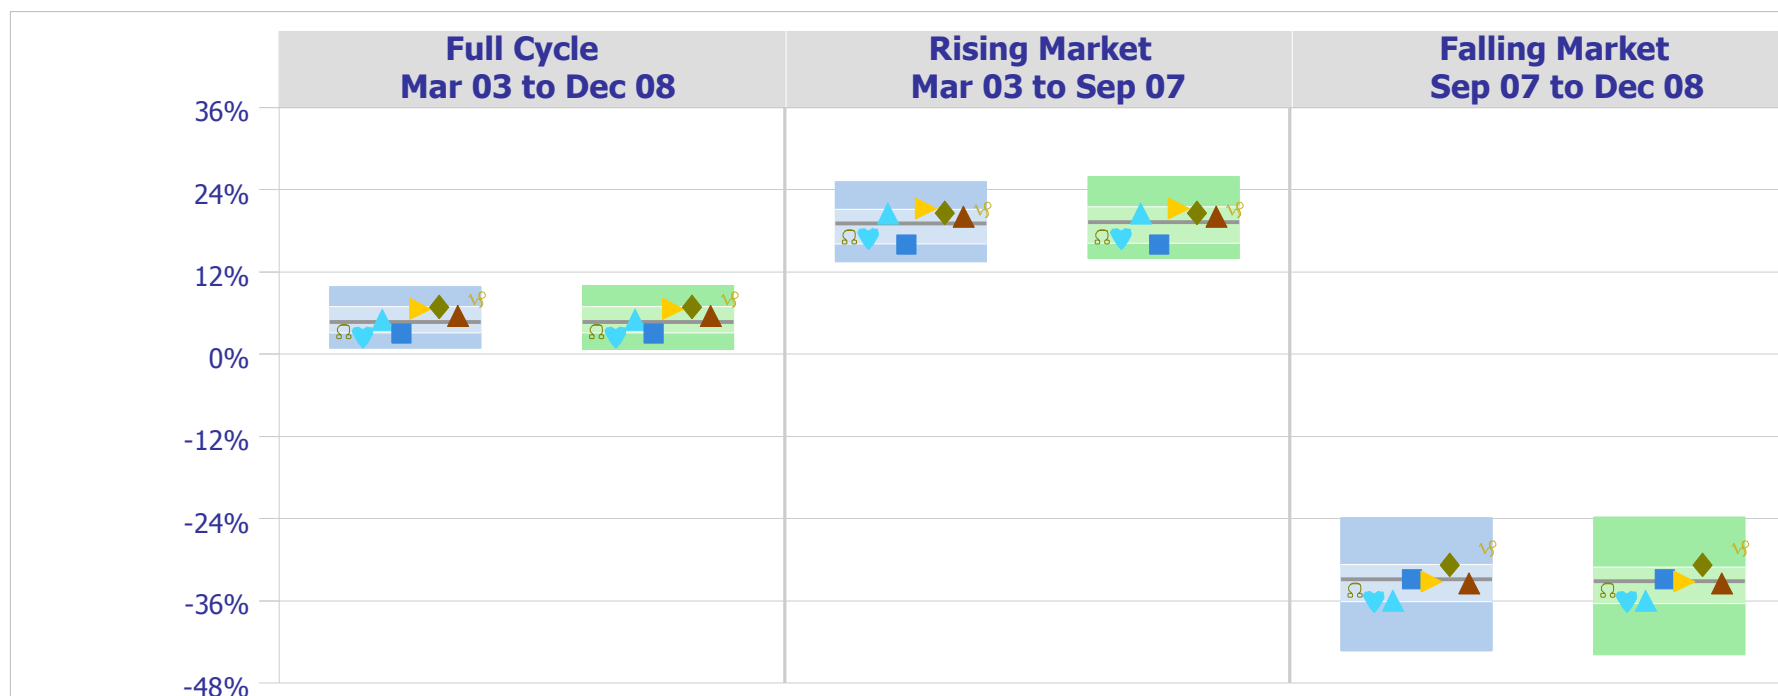 Full Cycle
Mar 03 to Dec 08
Rising Market
Mar 03 to Sep 07
Falling Market
Sep 07 to Dec 08
36%
24%
12%
0%
-12%
-24%
-36%
-48%